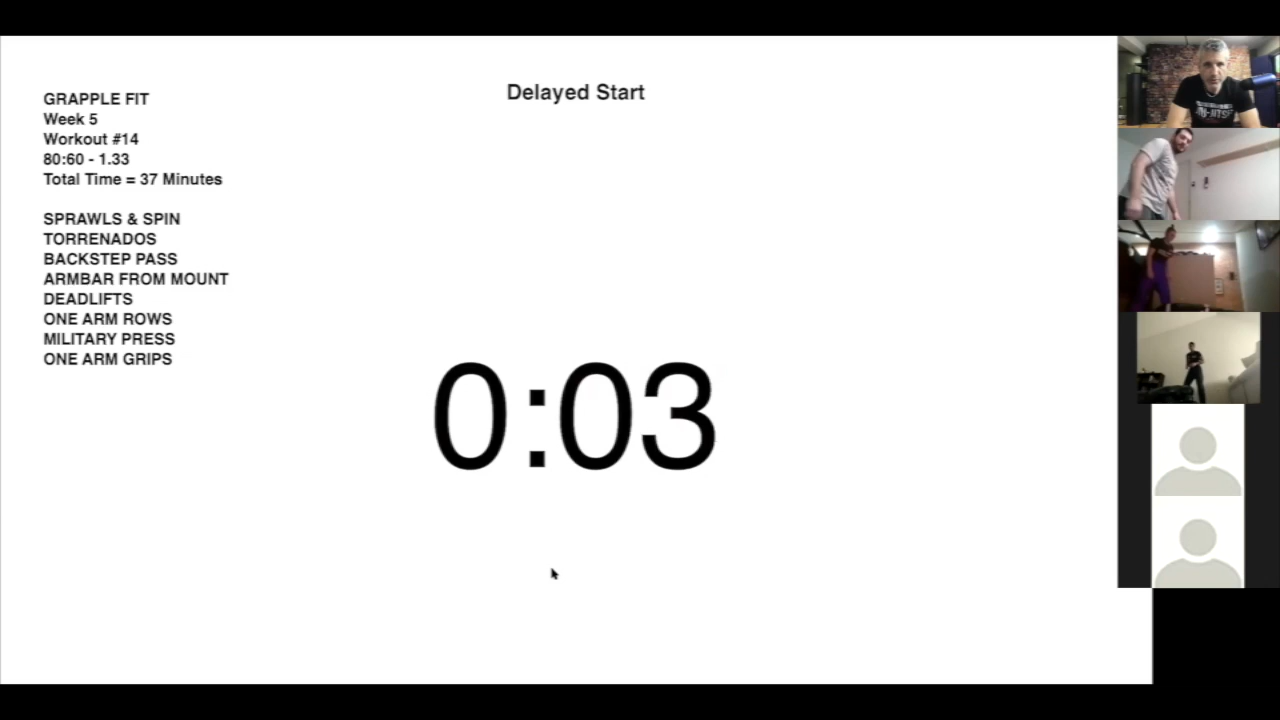 GRAPPLE FIT
Week 5
Workout #14
80:60 - 1.33
Total Time = 37 Minutes
SPRAWLS & SPIN
TORRENADOS
BACKSTEP PASS
ARMBAR FROM MOUNT
DEADLIFTS
ONE ARM ROWS
MILITARY PRESS
ONE ARM GRIPS
Delayed Start
0:03